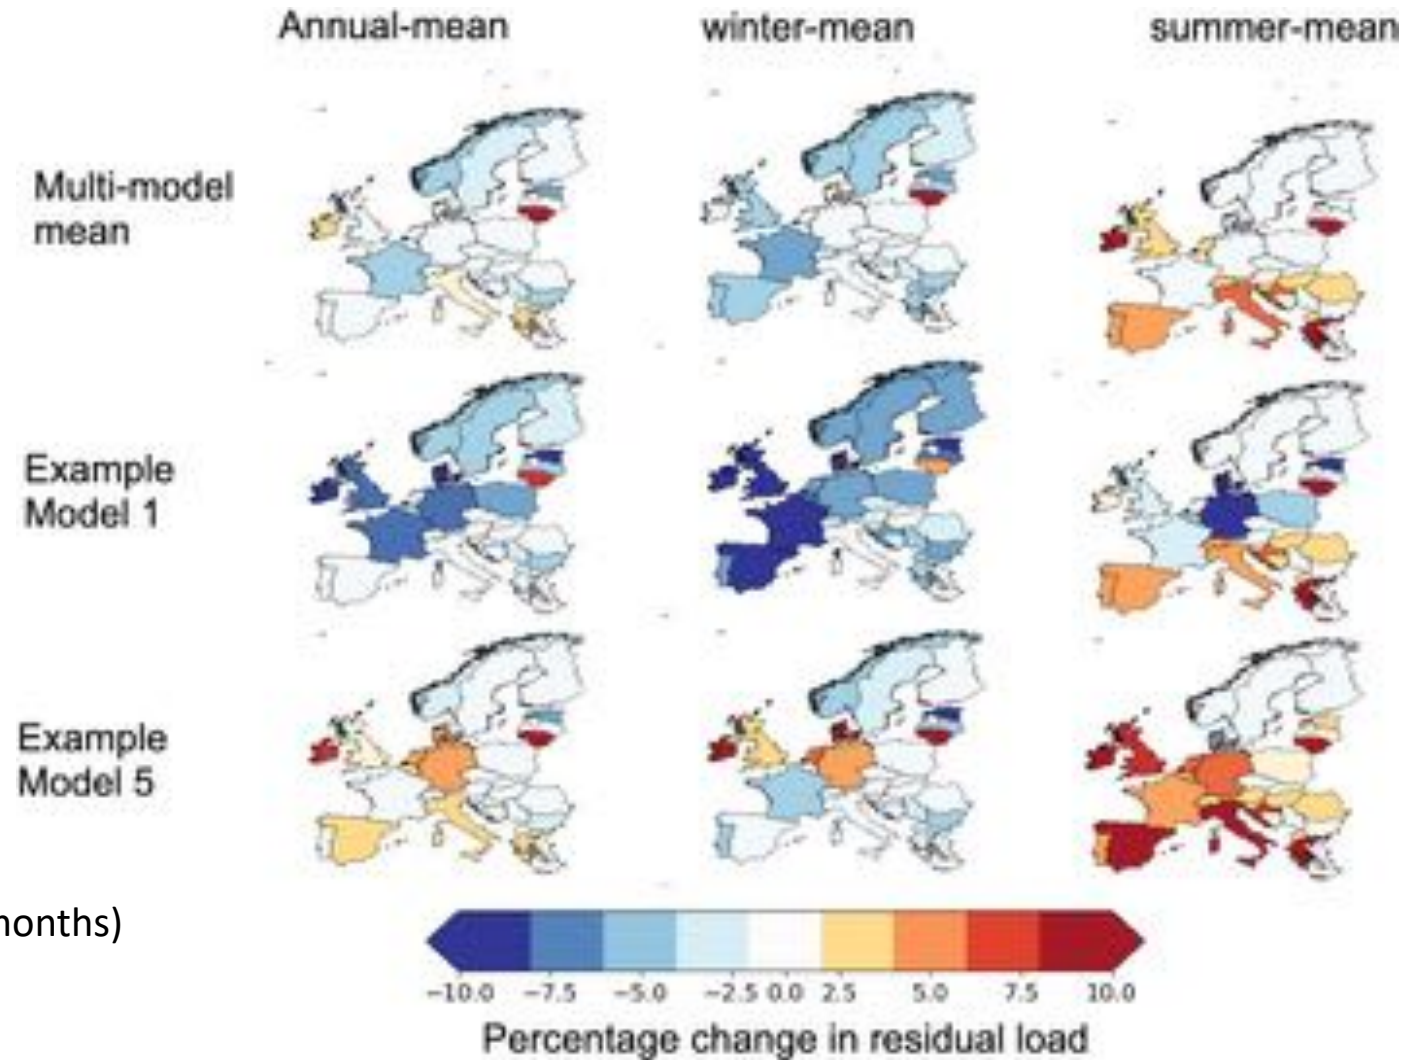 Annual-mean winter-mean summer-mean
Multi-model
mean
Example
Model 1
Example
Model 5
months)
−10.0 −7.5 −5.0 −2.5 0.0 2.5 5.0 7.5 10.0
Percentage change in residual load